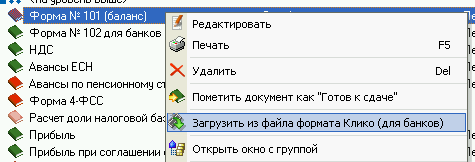 <на уровень выше>
Форма № 101 (баланс)
Форма № 102 для банков
НДС
Авансы ЕСН
Авансы по пенсионному ст
Форма 4-ФСС
Расчет доли налоговой баз
Прибыль
Прибыль при соглашении о
Редактировать
Печать F5
Удалить Del
Пометить документ как "Готов к сдаче"
Загрузить из файла формата Клико (для банков)
Открыть окно с группой